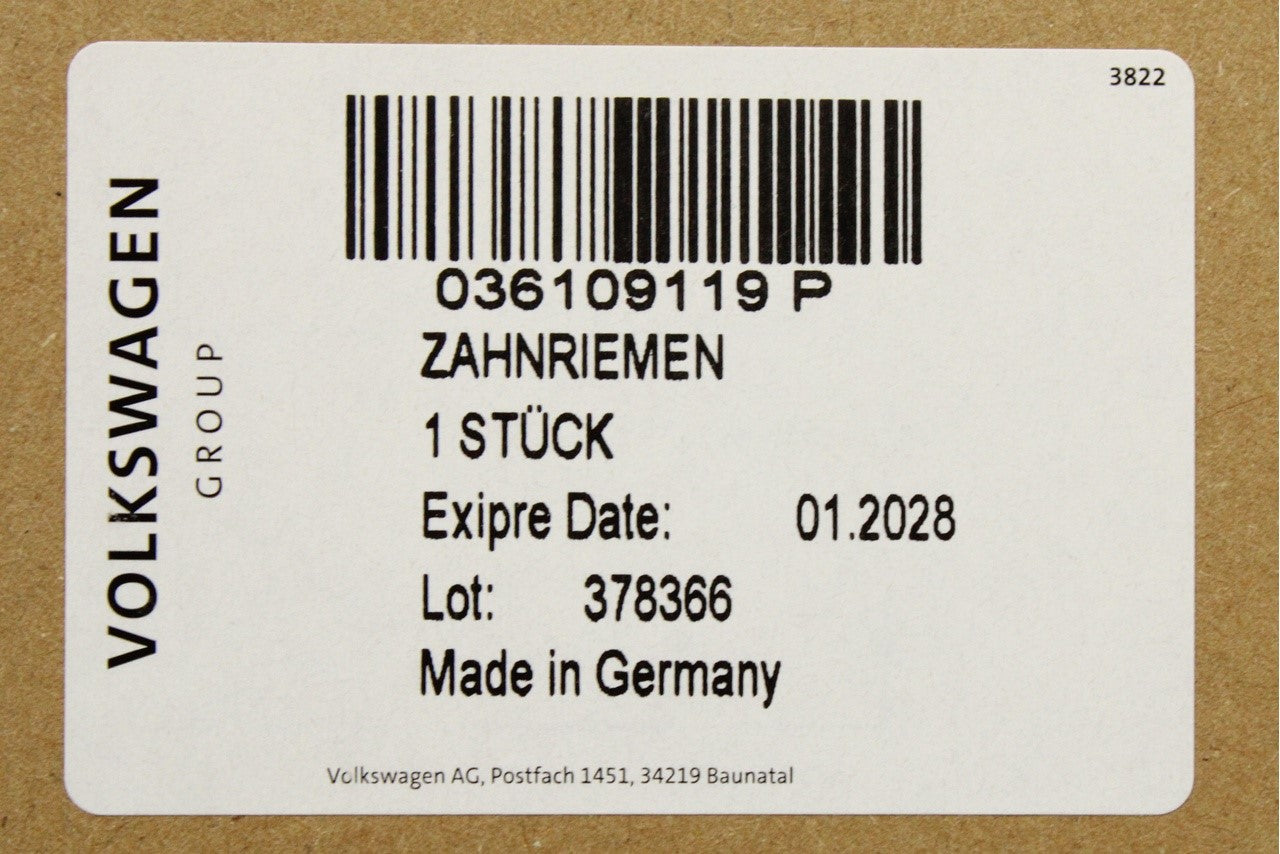 3822
VOLKSWAGEN
GROUP
036109119 P
ZAHNRIEMEN
1 STÜCK
Exipre Date: 01.2028
Lot: 378366
Made in Germany
Volkswagen AG, Postfach 1451, 34219 Baunatal